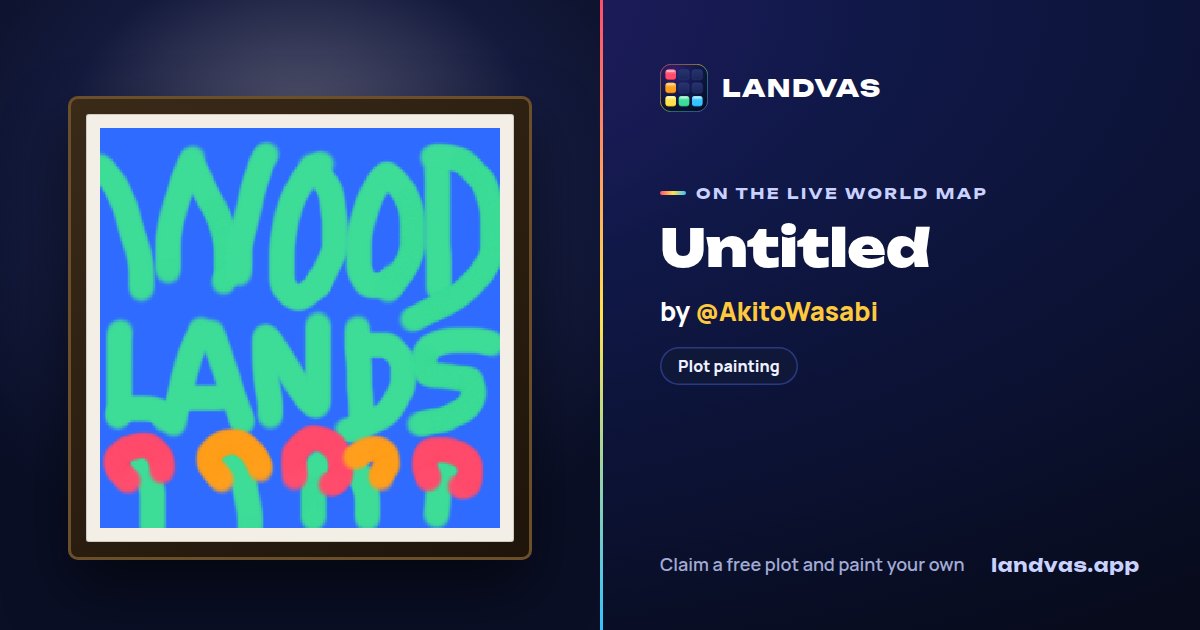 WOOD
LANDS
LANDVAS
ON THE LIVE WORLD MAP
Untitled
by @AkitoWasabi
Plot painting
Claim a free plot and paint your own landvas.app